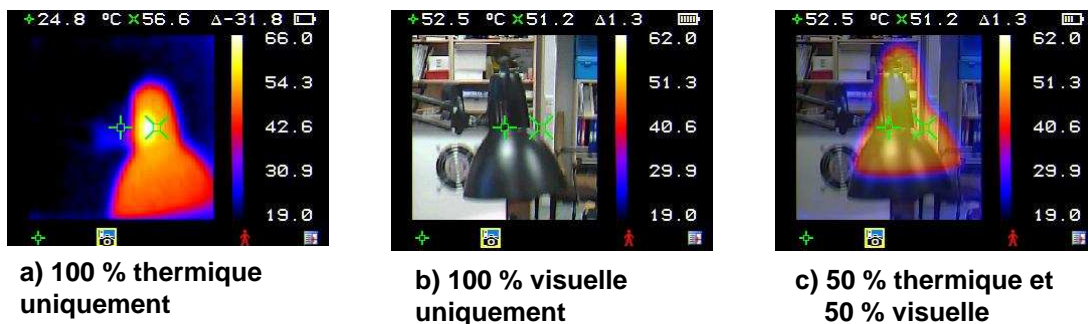 24.8 °C 56.6 Δ-31.8
66.0
54.3
42.6
30.9
19.0
a) 100 % thermique
uniquement
52.5 °C 51.2 Δ1.3
62.0
51.3
40.6
29.9
19.0
b) 100 % visuelle
uniquement
52.5 °C 51.2 Δ1.3
62.0
51.3
40.6
29.9
19.0
c) 50 % thermique et
50 % visuelle